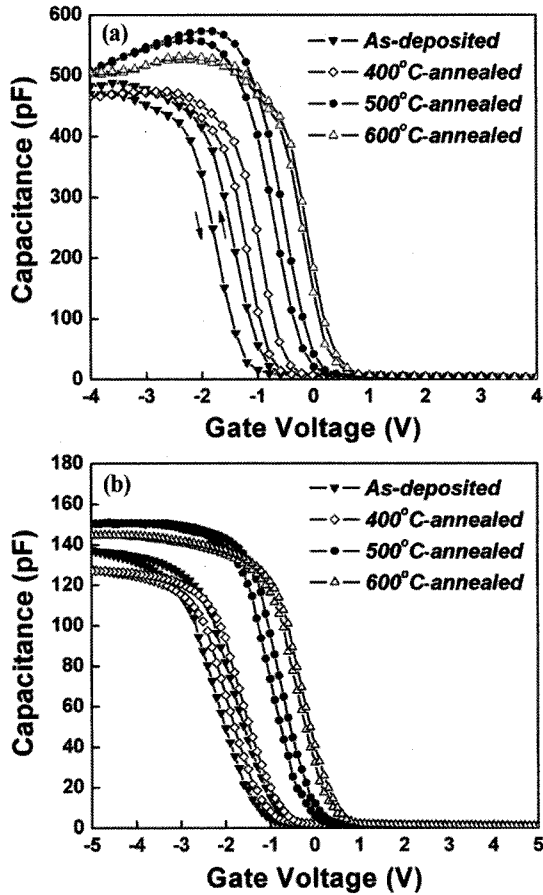 (a)
As-deposited
400°C-annealed
500°C-annealed
600°C-annealed
Capacitance (pF)
600
500
400
300
200
100
0
-4 -3 -2 -1 0 1 2 3 4
Gate Voltage (V)
(b)
As-deposited
400°C-annealed
500°C-annealed
600°C-annealed
Capacitance (pF)
180
160
140
120
100
80
60
40
20
0
-5 -4 -3 -2 -1 0 1 2 3 4 5
Gate Voltage (V)